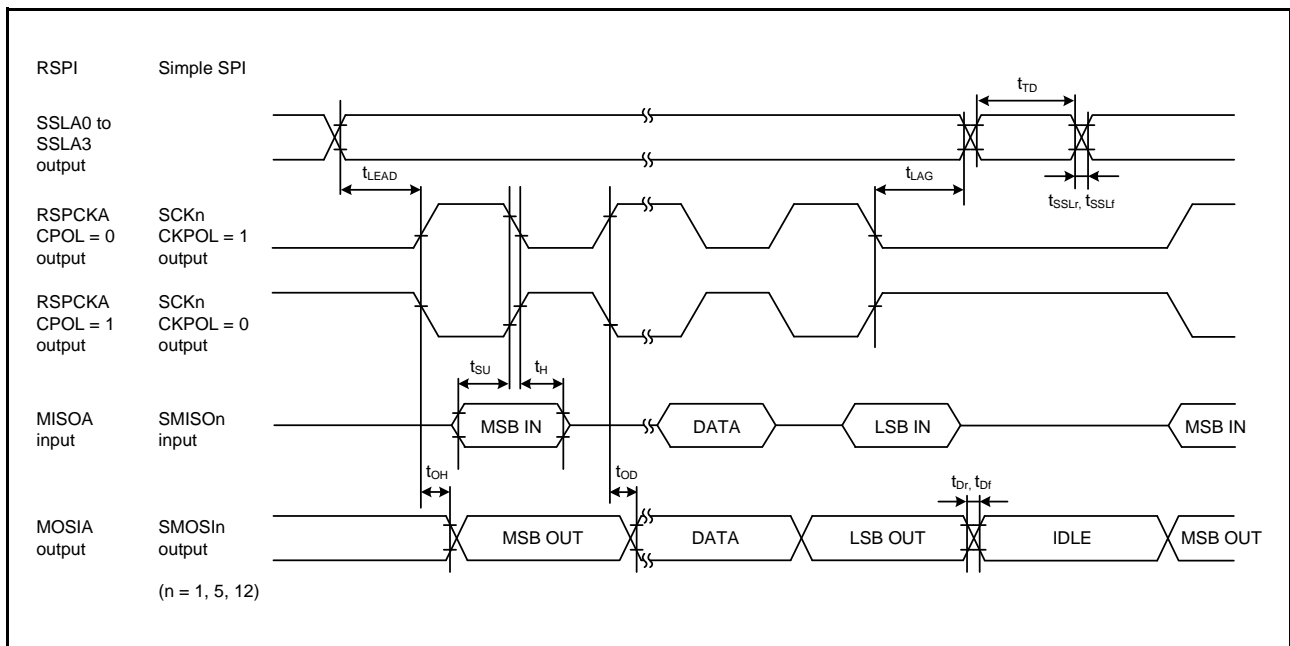 RSPI
Simple SPI
tTD
SSLA0 to
SSLA3
output
tLEAD
tLAG
tSSLr, tSSLf
RSPCKA
CPOL = 0
output
SCKn
CKPOL = 1
output
RSPCKA
CPOL = 1
output
SCKn
CKPOL = 0
output
tSU
tH
MISOA
input
SMISOn
input
MSB IN
DATA
LSB IN
MSB IN
tOH
tOD
tDr, tDf
MOSIA
output
SMOSIn
output
MSB OUT
DATA
LSB OUT
IDLE
MSB OUT
(n = 1, 5, 12)